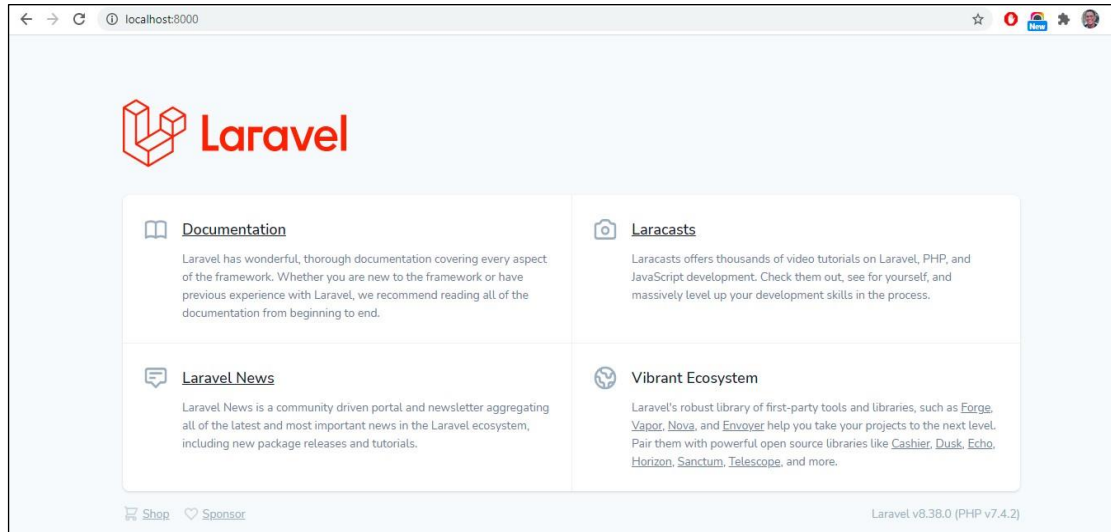 localhost:8000
New
Laravel
Documentation
Laravel has wonderful, thorough documentation covering every aspect
of the framework. Whether you are new to the framework or have
previous experience with Laravel, we recommend reading all of the
documentation from beginning to end.
Laracasts
Laracasts offers thousands of video tutorials on Laravel, PHP, and
JavaScript development. Check them out, see for yourself, and
massively level up your development skills in the process.
Laravel News
Laravel News is a community driven portal and newsletter aggregating
all of the latest and most important news in the Laravel ecosystem,
including new package releases and tutorials.
Vibrant Ecosystem
Laravel's robust library of first-party tools and libraries, such as Forge,
Vapor, Nova, and Envoyer help you take your projects to the next level.
Pair them with powerful open source libraries like Cashier, Dusk, Echo,
Horizon, Sanctum, Telescope, and more.
Shop Sponsor
Laravel v8.38.0 (PHP v7.4.2)